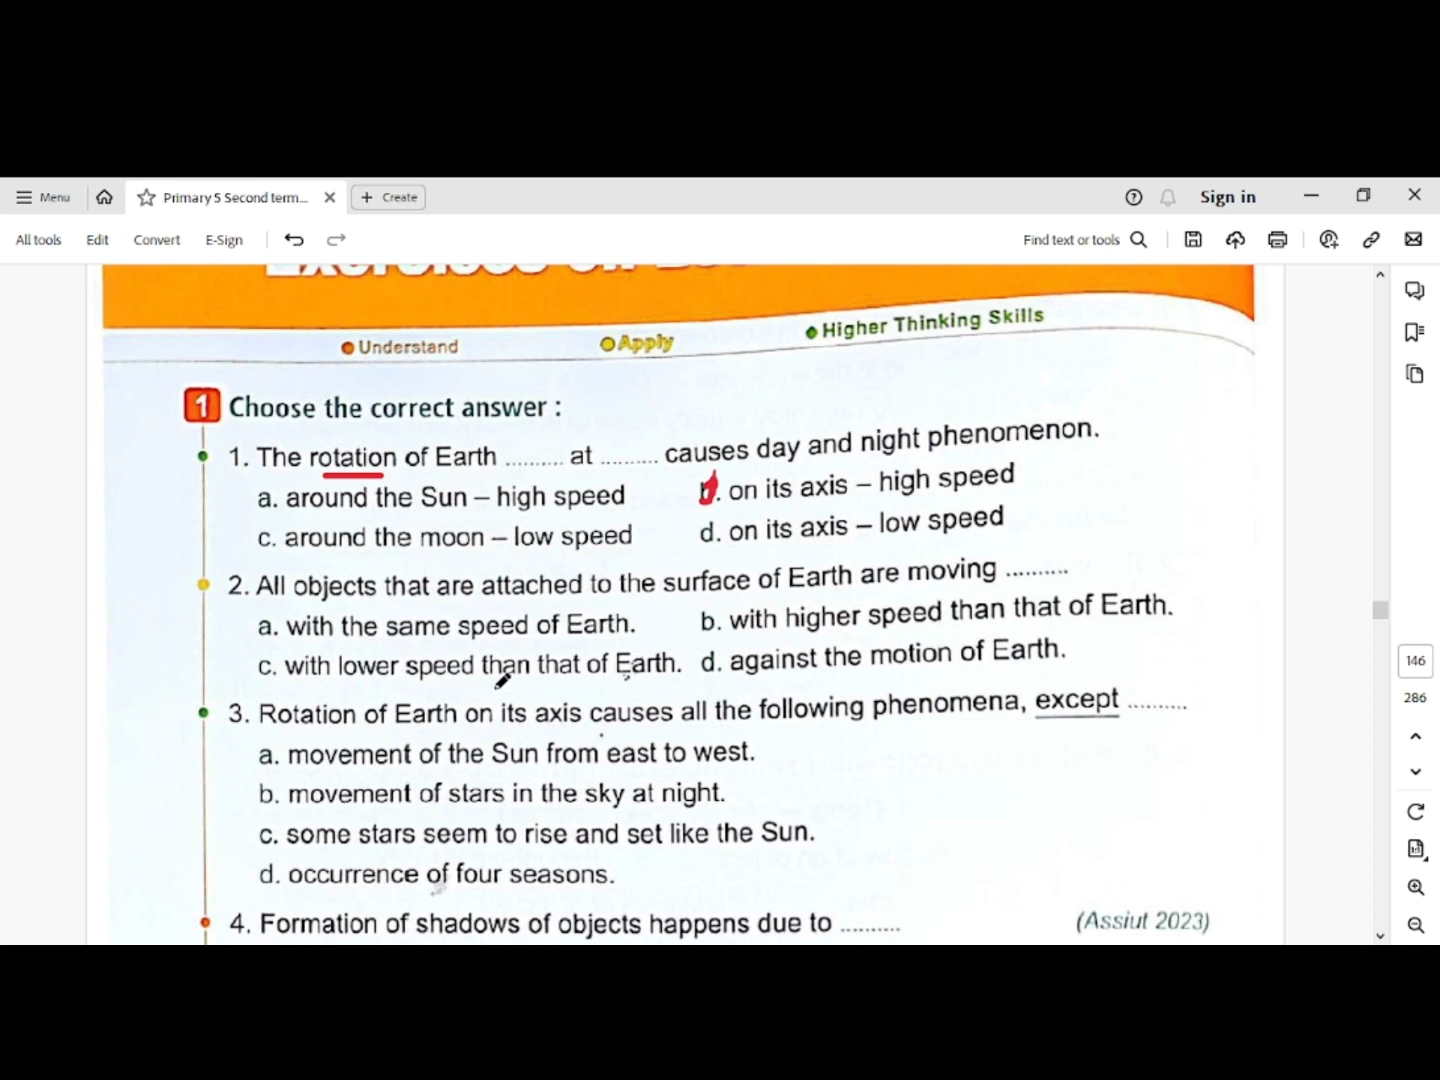 Menu
Primary 5 Second term...
Create
Sign in
All tools
Edit
Convert
E-Sign
Find text or tools
Understand
Apply
Higher Thinking Skills
1 Choose the correct answer :
1. The rotation of Earth .......... at .......... causes day and night phenomenon.
a. around the Sun – high speed
b. on its axis – high speed
c. around the moon – low speed
d. on its axis – low speed
2. All objects that are attached to the surface of Earth are moving ..........
a. with the same speed of Earth.
b. with higher speed than that of Earth.
c. with lower speed than that of Earth.
d. against the motion of Earth.
3. Rotation of Earth on its axis causes all the following phenomena, except ..........
a. movement of the Sun from east to west.
b. movement of stars in the sky at night.
c. some stars seem to rise and set like the Sun.
d. occurrence of four seasons.
4. Formation of shadows of objects happens due to ..........
(Assiut 2023)
146
286